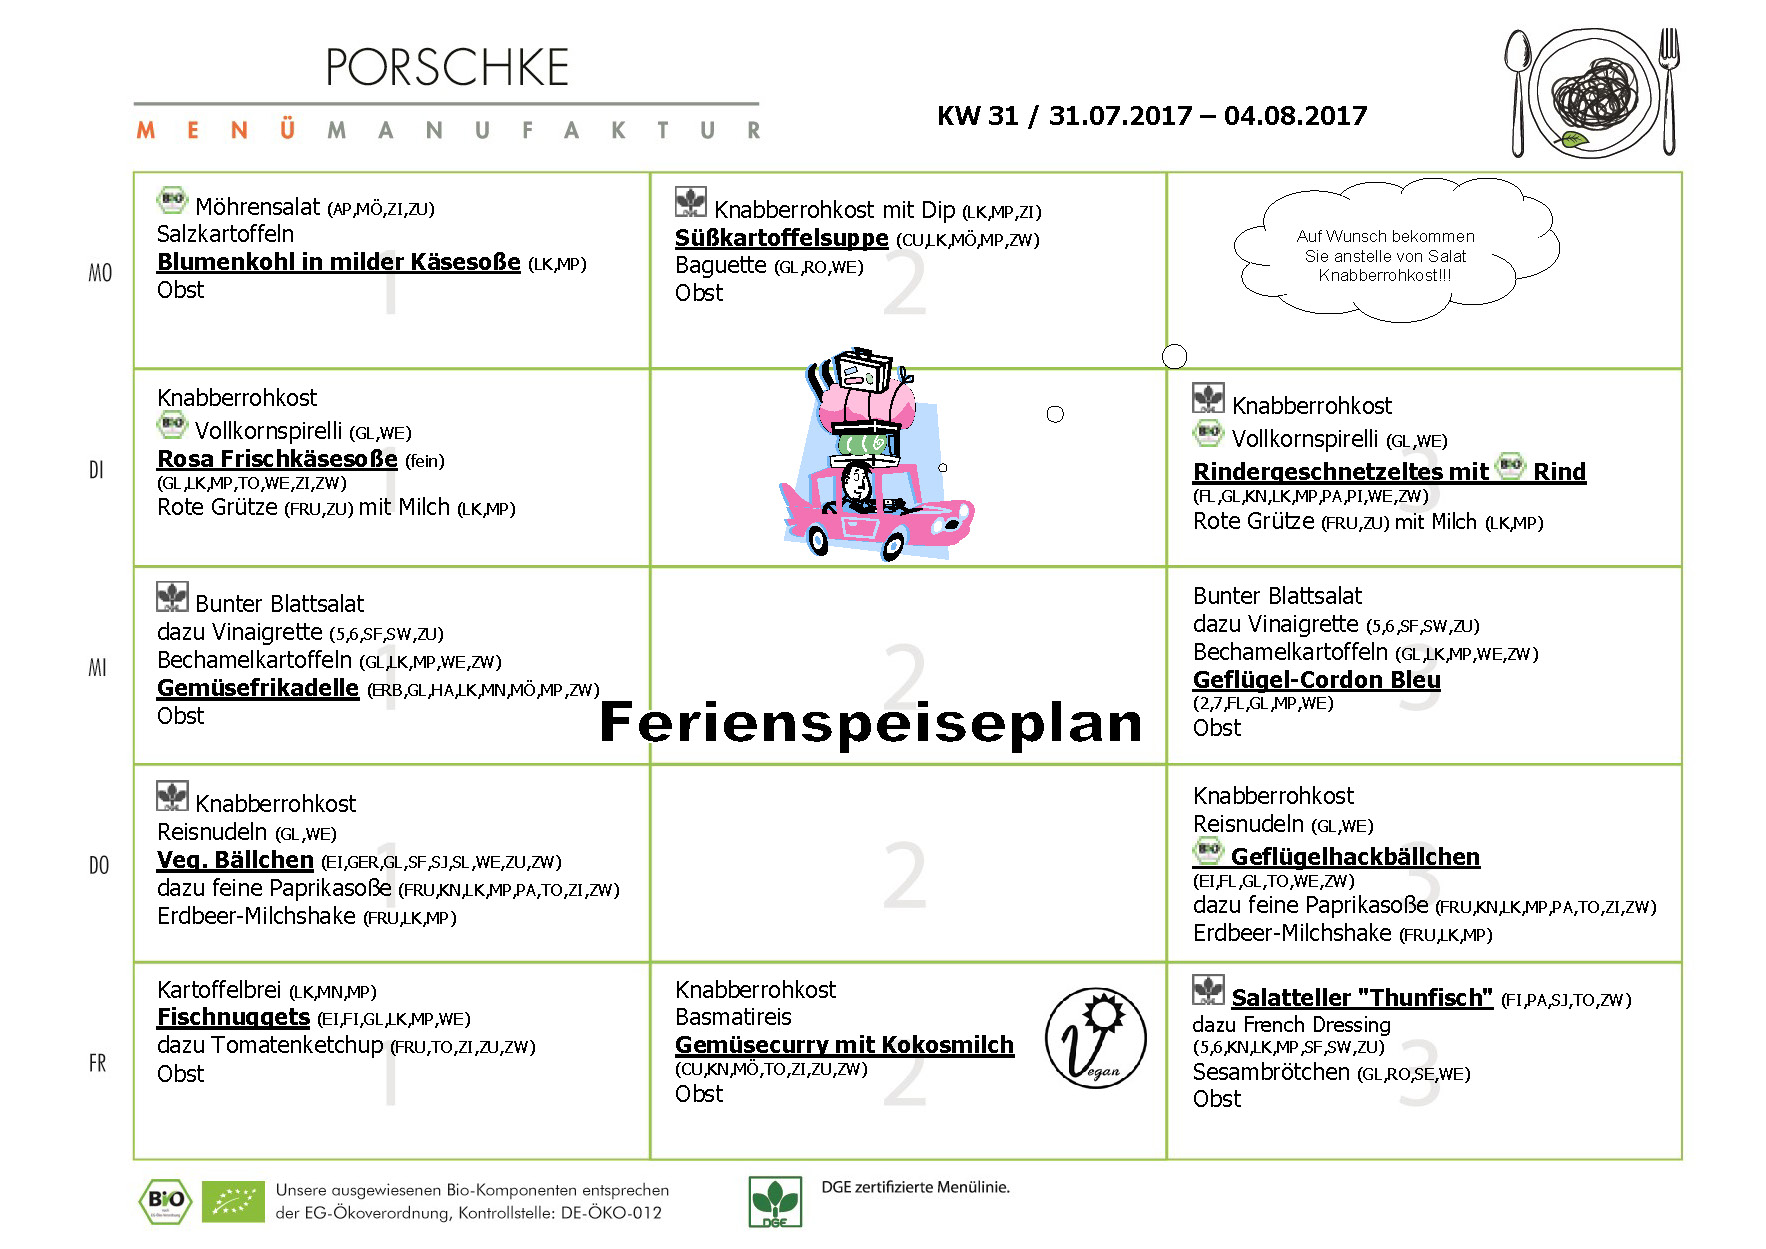 PORSCHKE
MENÜMANUFAKTUR
KW 31 / 31.07.2017 – 04.08.2017
MO
BIO Möhrensalat (AP,MÖ,ZI,ZU)
Salzkartoffeln
Blumenkohl in milder Käsesoße (LK,MP)
Obst
1
Knabberrohkost mit Dip (LK,MP,ZI)
Süßkartoffelsuppe (CU,LK,MÖ,MP,ZW)
Baguette (GL,RO,WE)
Obst
2
Auf Wunsch bekommen
Sie anstelle von Salat
Knabberrohkost!!!
DI
Knabberrohkost
BIO Vollkornspirelli (GL,WE)
Rosa Frischkäsesoße (fein)
(GL,LK,MP,TO,WE,ZI,ZW)
Rote Grütze (FRU,ZU) mit Milch (LK,MP)
1
Knabberrohkost
BIO Vollkornspirelli (GL,WE)
Rindergeschnetzeltes mit BIO Rind
(FL,GL,KN,LK,MP,PA,PI,WE,ZW)
Rote Grütze (FRU,ZU) mit Milch (LK,MP)
3
MI
Bunter Blattsalat
dazu Vinaigrette (5,6,SF,SW,ZU)
Bechamelkartoffeln (GL,LK,MP,WE,ZW)
Gemüsefrikadelle (ERB,GL,HA,LK,MN,MÖ,MP,ZW)
Obst
1
2
Ferienspeiseplan
Bunter Blattsalat
dazu Vinaigrette (5,6,SF,SW,ZU)
Bechamelkartoffeln (GL,LK,MP,WE,ZW)
Geflügel-Cordon Bleu
(2,7,FL,GL,MP,WE)
Obst
3
DO
Knabberrohkost
Reisnudeln (GL,WE)
Veg. Bällchen (EI,GER,GL,SF,SJ,SL,WE,ZU,ZW)
dazu feine Paprikasoße (FRU,KN,LK,MP,PA,TO,ZI,ZW)
Erdbeer-Milchshake (FRU,LK,MP)
1
2
Knabberrohkost
Reisnudeln (GL,WE)
BIO Geflügelhackbällchen
(EI,FL,GL,TO,WE,ZW)
dazu feine Paprikasoße (FRU,KN,LK,MP,PA,TO,ZI,ZW)
Erdbeer-Milchshake (FRU,LK,MP)
3
FR
Kartoffelbrei (LK,MN,MP)
Fischnuggets (EI,FI,GL,LK,MP,WE)
dazu Tomatenketchup (FRU,TO,ZI,ZU,ZW)
Obst
1
Knabberrohkost
Basmatireis
Gemüsecurry mit Kokosmilch
(CU,KN,MÖ,TO,ZI,ZU,ZW)
Obst
2
Vegan
Salatteller "Thunfisch" (FI,PA,SJ,TO,ZW)
dazu French Dressing
(5,6,KN,LK,MP,SF,SW,ZU)
Sesambrötchen (GL,RO,SE,WE)
Obst
3
BiO
Unsere ausgewiesenen Bio-Komponenten entsprechen
der EG-Ökoverordnung, Kontrollstelle: DE-ÖKO-012
DGE
DGE zertifizierte Menülinie.